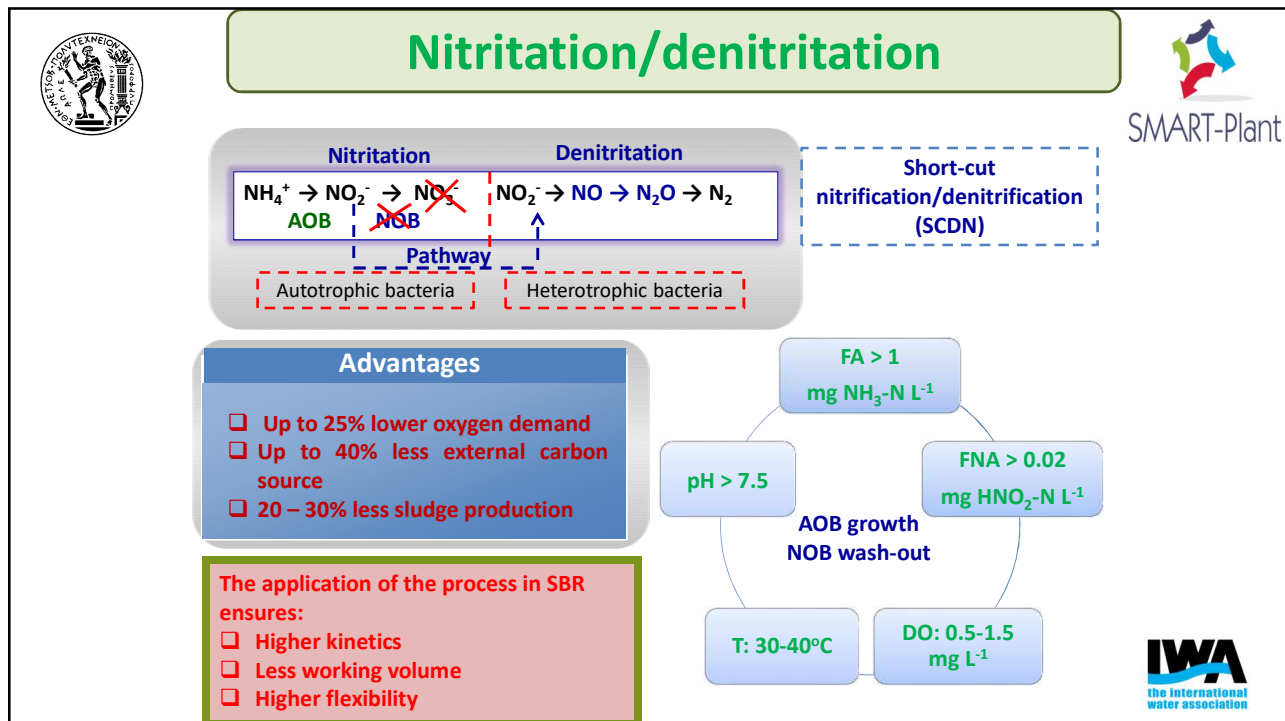 Nitritation/denitritation
ΕΘΝ·ΜΕΤΣΟΒ·ΠΟΛΥΤΕΧΝΕΙΟΝ
SMART-Plant
Nitritation
Denitritation
NH₄⁺ → NO₂⁻ → NO₃⁻
NO₂⁻ → NO → N₂O → N₂
AOB
NOB
Pathway
Autotrophic bacteria
Heterotrophic bacteria
Short-cut
nitrification/denitrification
(SCDN)
Advantages
❑ Up to 25% lower oxygen demand
❑ Up to 40% less external carbon
source
❑ 20 – 30% less sludge production
The application of the process in SBR
ensures:
❑ Higher kinetics
❑ Less working volume
❑ Higher flexibility
FA > 1
mg NH₃-N L⁻¹
pH > 7.5
FNA > 0.02
mg HNO₂-N L⁻¹
AOB growth
NOB wash-out
T: 30-40ᵒC
DO: 0.5-1.5
mg L⁻¹
IWA
the international
water association